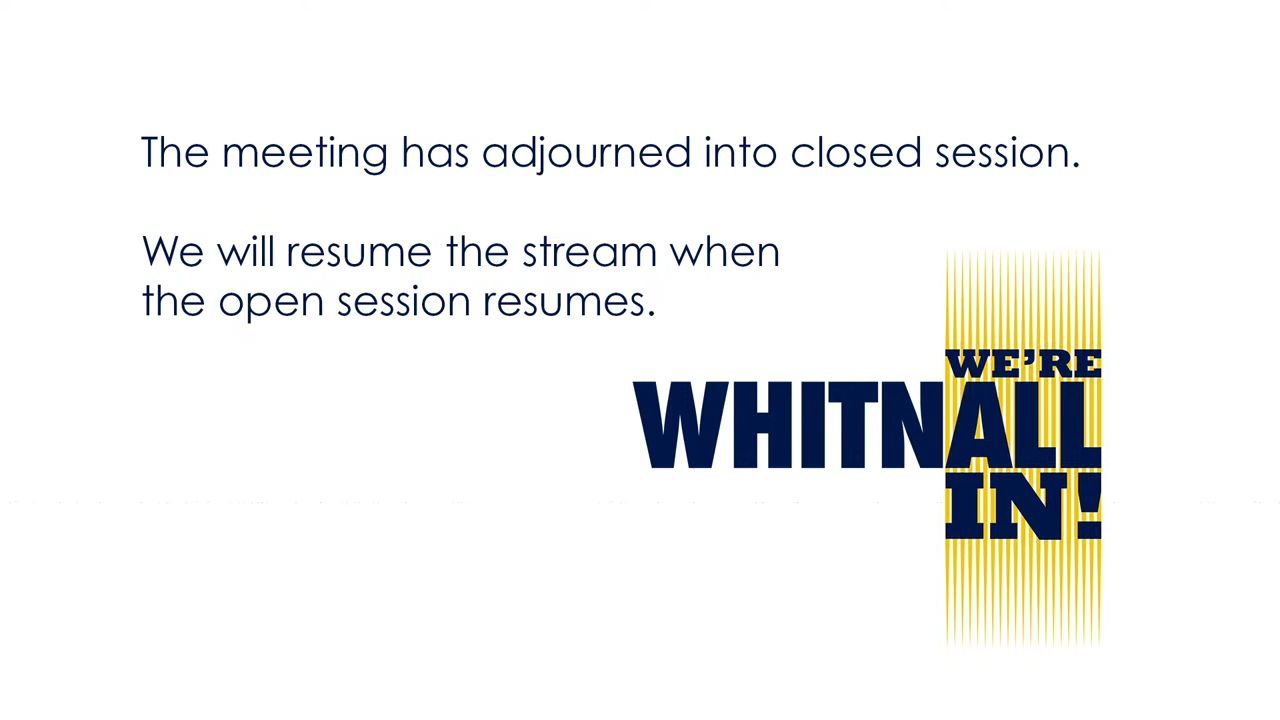 The meeting has adjourned into closed session.
We will resume the stream when
the open session resumes.
WE'RE
WHITNALL
IN!